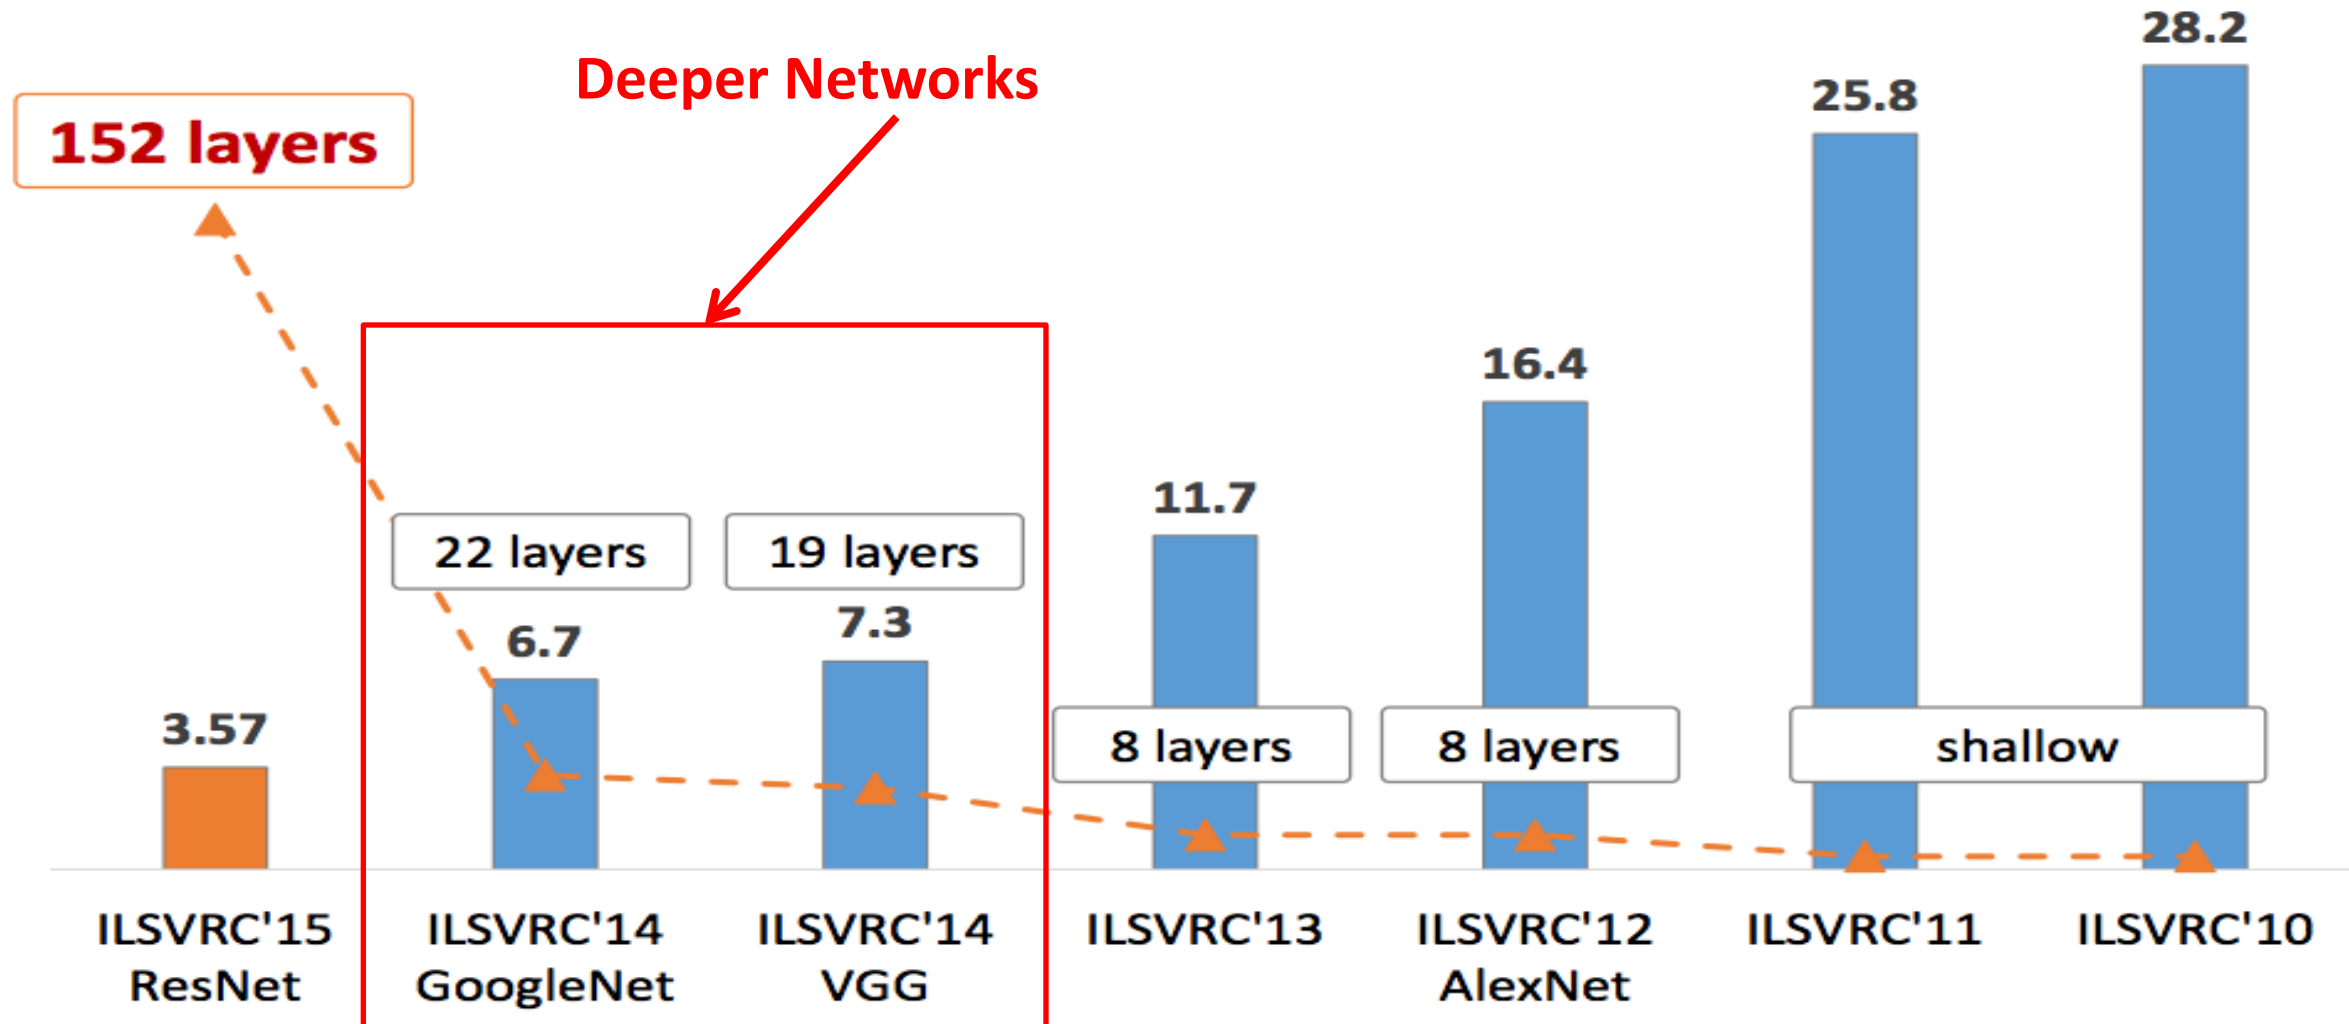 28.2
Deeper Networks
25.8
152 layers
16.4
11.7
22 layers
19 layers
6.7
7.3
3.57
8 layers
8 layers
shallow
ILSVRC'15
ResNet
ILSVRC'14
GoogleNet
ILSVRC'14
VGG
ILSVRC'13
ILSVRC'12
AlexNet
ILSVRC'11
ILSVRC'10